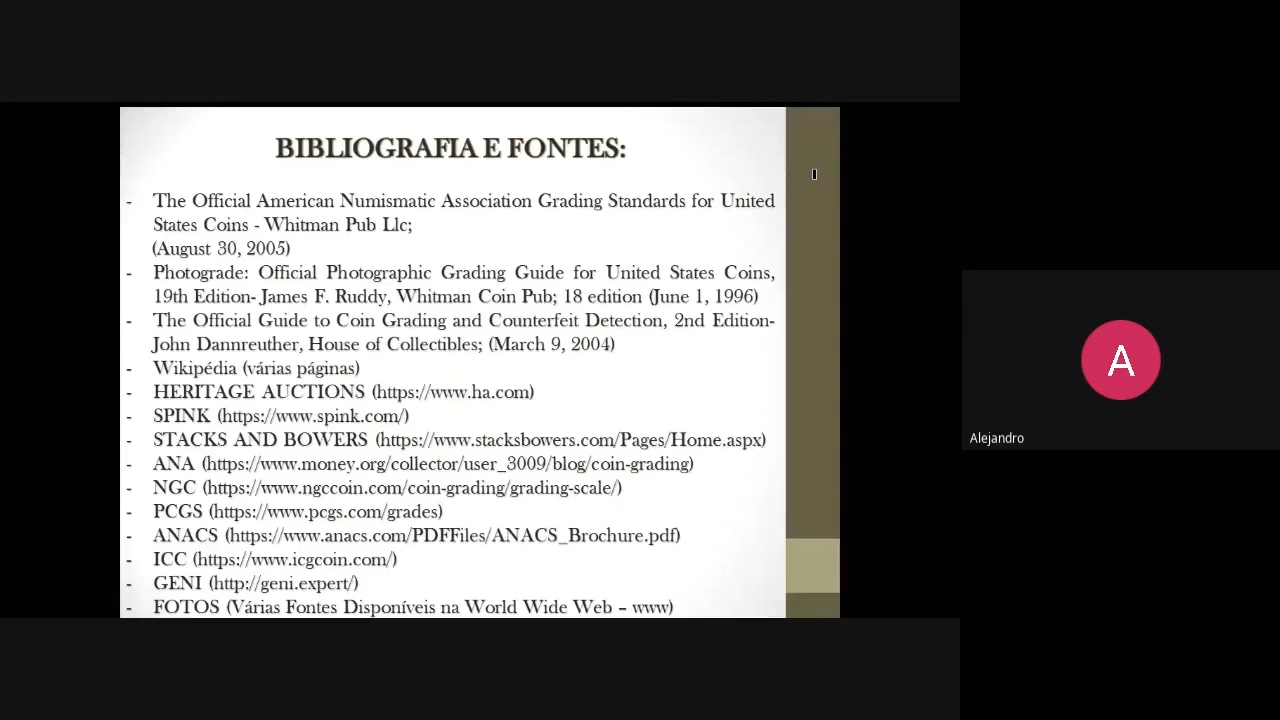 BIBLIOGRAFIA E FONTES:
- The Official American Numismatic Association Grading Standards for United
States Coins - Whitman Pub Llc;
(August 30, 2005)
- Photograde: Official Photographic Grading Guide for United States Coins,
19th Edition- James F. Ruddy, Whitman Coin Pub; 18 edition (June 1, 1996)
- The Official Guide to Coin Grading and Counterfeit Detection, 2nd Edition-
John Dannreuther, House of Collectibles; (March 9, 2004)
- Wikipédia (várias páginas)
- HERITAGE AUCTIONS (https://www.ha.com)
- SPINK (https://www.spink.com/)
- STACKS AND BOWERS (https://www.stacksbowers.com/Pages/Home.aspx)
- ANA (https://www.money.org/collector/user_3009/blog/coin-grading)
- NGC (https://www.ngccoin.com/coin-grading/grading-scale/)
- PCGS (https://www.pcgs.com/grades)
- ANACS (https://www.anacs.com/PDFFiles/ANACS_Brochure.pdf)
- ICC (https://www.icgcoin.com/)
- GENI (http://geni.expert/)
- FOTOS (Várias Fontes Disponíveis na World Wide Web – www)
A
Alejandro